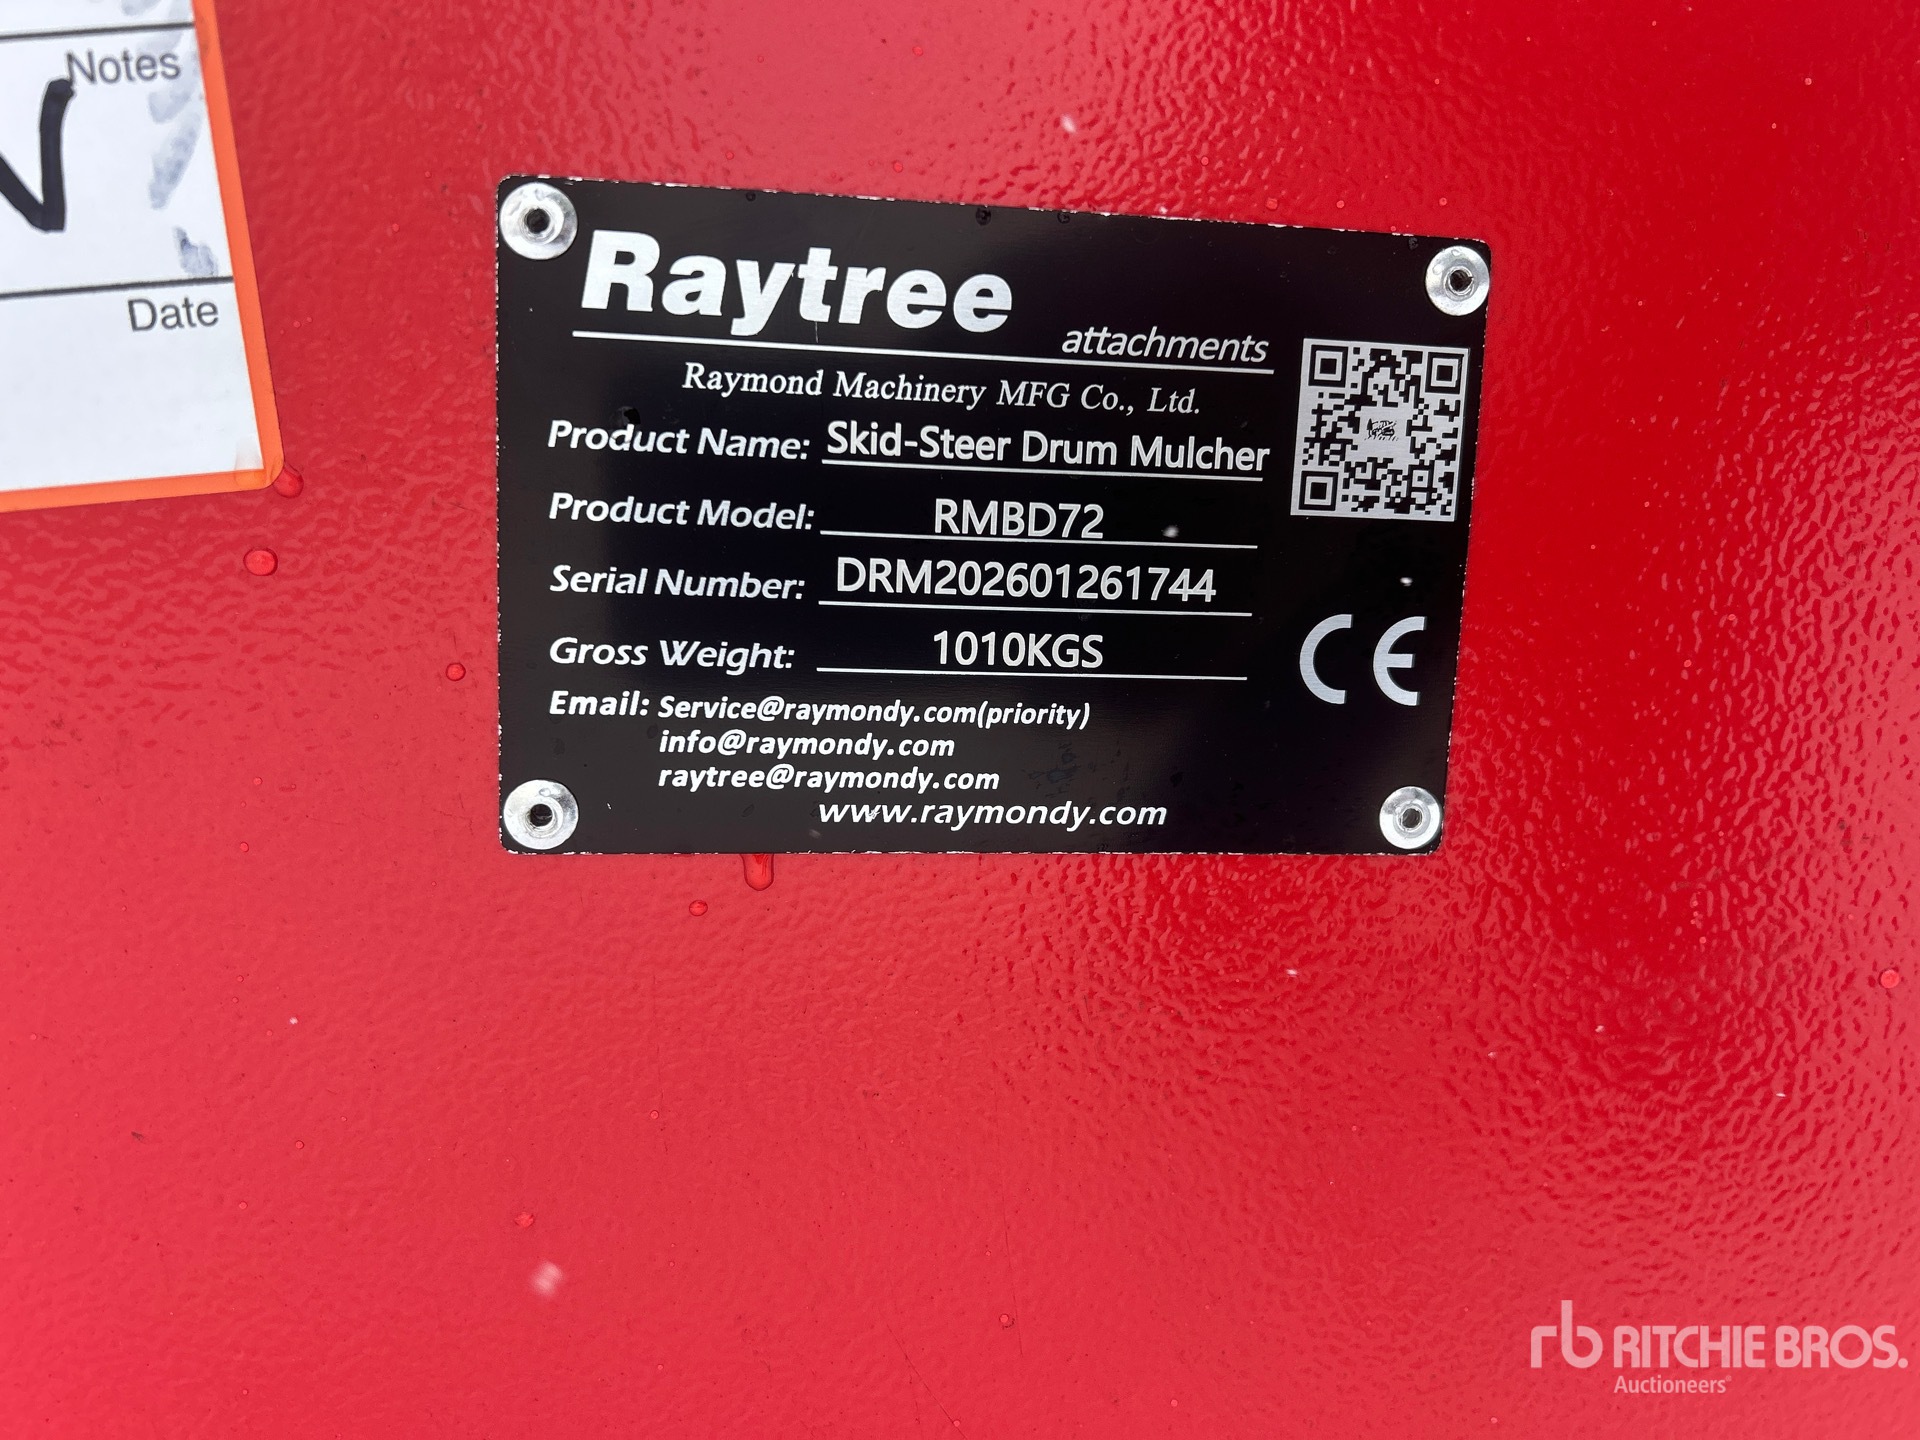 Notes
Date
Raytree
attachments
Raymond Machinery MFG Co., Ltd.
Product Name: Skid-Steer Drum Mulcher
Product Model: RMBD72
Serial Number: DRM202601261744
Gross Weight: 1010KGS
Email: Service@raymondy.com(priority)
info@raymondy.com
raytree@raymondy.com
www.raymondy.com
CE
rb RITCHIE BROS.
Auctioneers